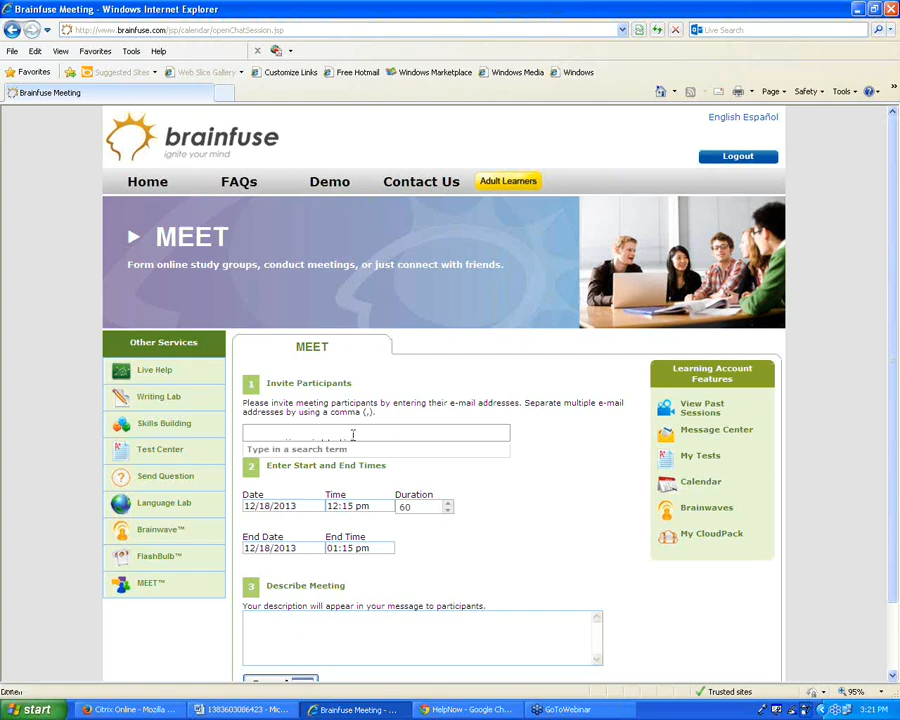 Brainfuse Meeting - Windows Internet Explorer
http://www.brainfuse.com/jsp/calendar/openChatSession.jsp
Live Search
File Edit View Favorites Tools Help
Favorites Suggested Sites Web Slice Gallery Customize Links Free Hotmail Windows Marketplace Windows Media Windows
Brainfuse Meeting
Page Safety Tools
English Español
brainfuse
ignite your mind
Logout
Home FAQs Demo Contact Us Adult Learners
MEET
Form online study groups, conduct meetings, or just connect with friends.
Other Services
Live Help
Writing Lab
Skills Building
Test Center
Send Question
Language Lab
Brainwave™
FlashBulb™
MEET™
MEET
1 Invite Participants
Please invite meeting participants by entering their e-mail addresses. Separate multiple e-mail
addresses by using a comma (,).
Type in a search term
2 Enter Start and End Times
Date Time Duration
12/18/2013 12:15 pm 60
End Date End Time
12/18/2013 01:15 pm
3 Describe Meeting
Your description will appear in your message to participants.
Learning Account
Features
View Past
Sessions
Message Center
My Tests
Calendar
Brainwaves
My CloudPack
Done
Trusted sites
95%
start
Citrix Online - Mozilla ...
1383603086423 - Mic...
Brainfuse Meeting - ...
HelpNow - Google Ch...
GoToWebinar
3:21 PM